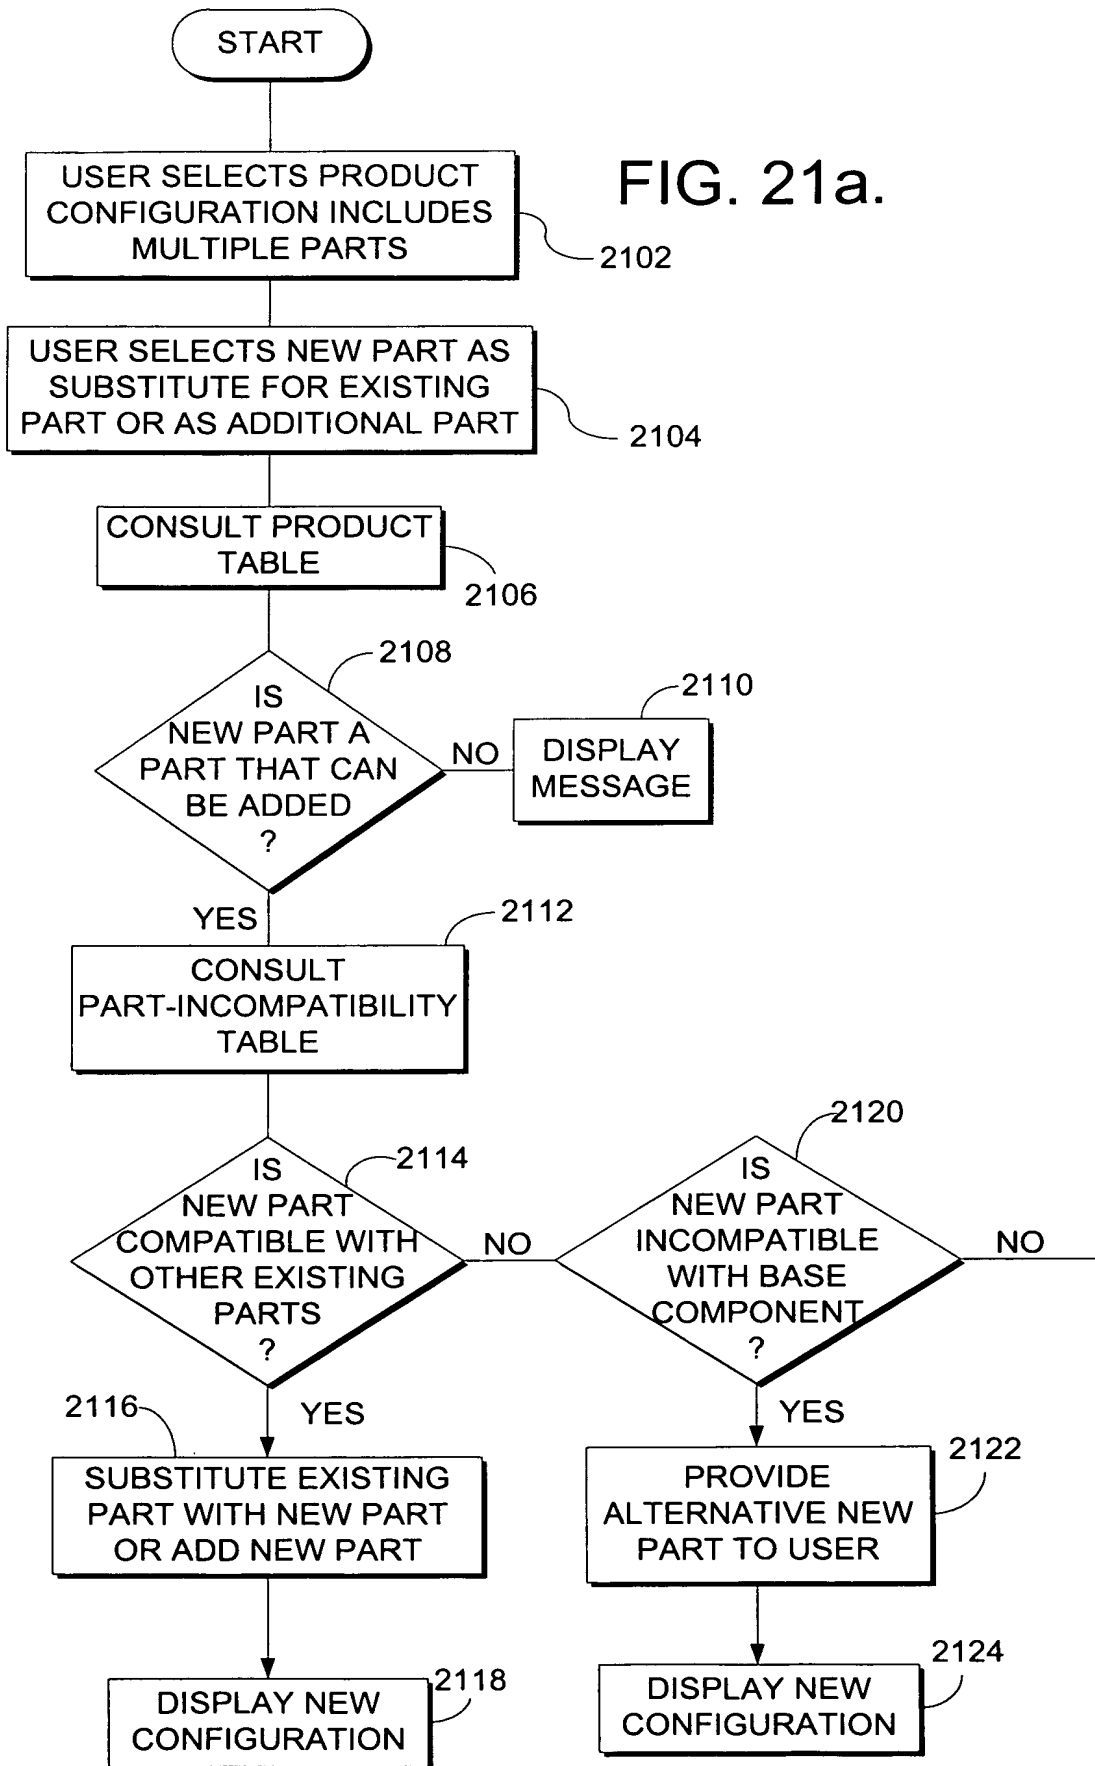 START
FIG. 21a.
USER SELECTS PRODUCT
CONFIGURATION INCLUDES
MULTIPLE PARTS
2102
USER SELECTS NEW PART AS
SUBSTITUTE FOR EXISTING
PART OR AS ADDITIONAL PART
2104
CONSULT PRODUCT
TABLE
2106
2108
IS
NEW PART A
PART THAT CAN
BE ADDED
?
NO
2110
DISPLAY
MESSAGE
YES
2112
CONSULT
PART-INCOMPATIBILITY
TABLE
2114
IS
NEW PART
COMPATIBLE WITH
OTHER EXISTING
PARTS
?
NO
2120
IS
NEW PART
INCOMPATIBLE
WITH BASE
COMPONENT
?
NO
YES
2116
SUBSTITUTE EXISTING
PART WITH NEW PART
OR ADD NEW PART
YES
2122
PROVIDE
ALTERNATIVE NEW
PART TO USER
2118
DISPLAY NEW
CONFIGURATION
2124
DISPLAY NEW
CONFIGURATION